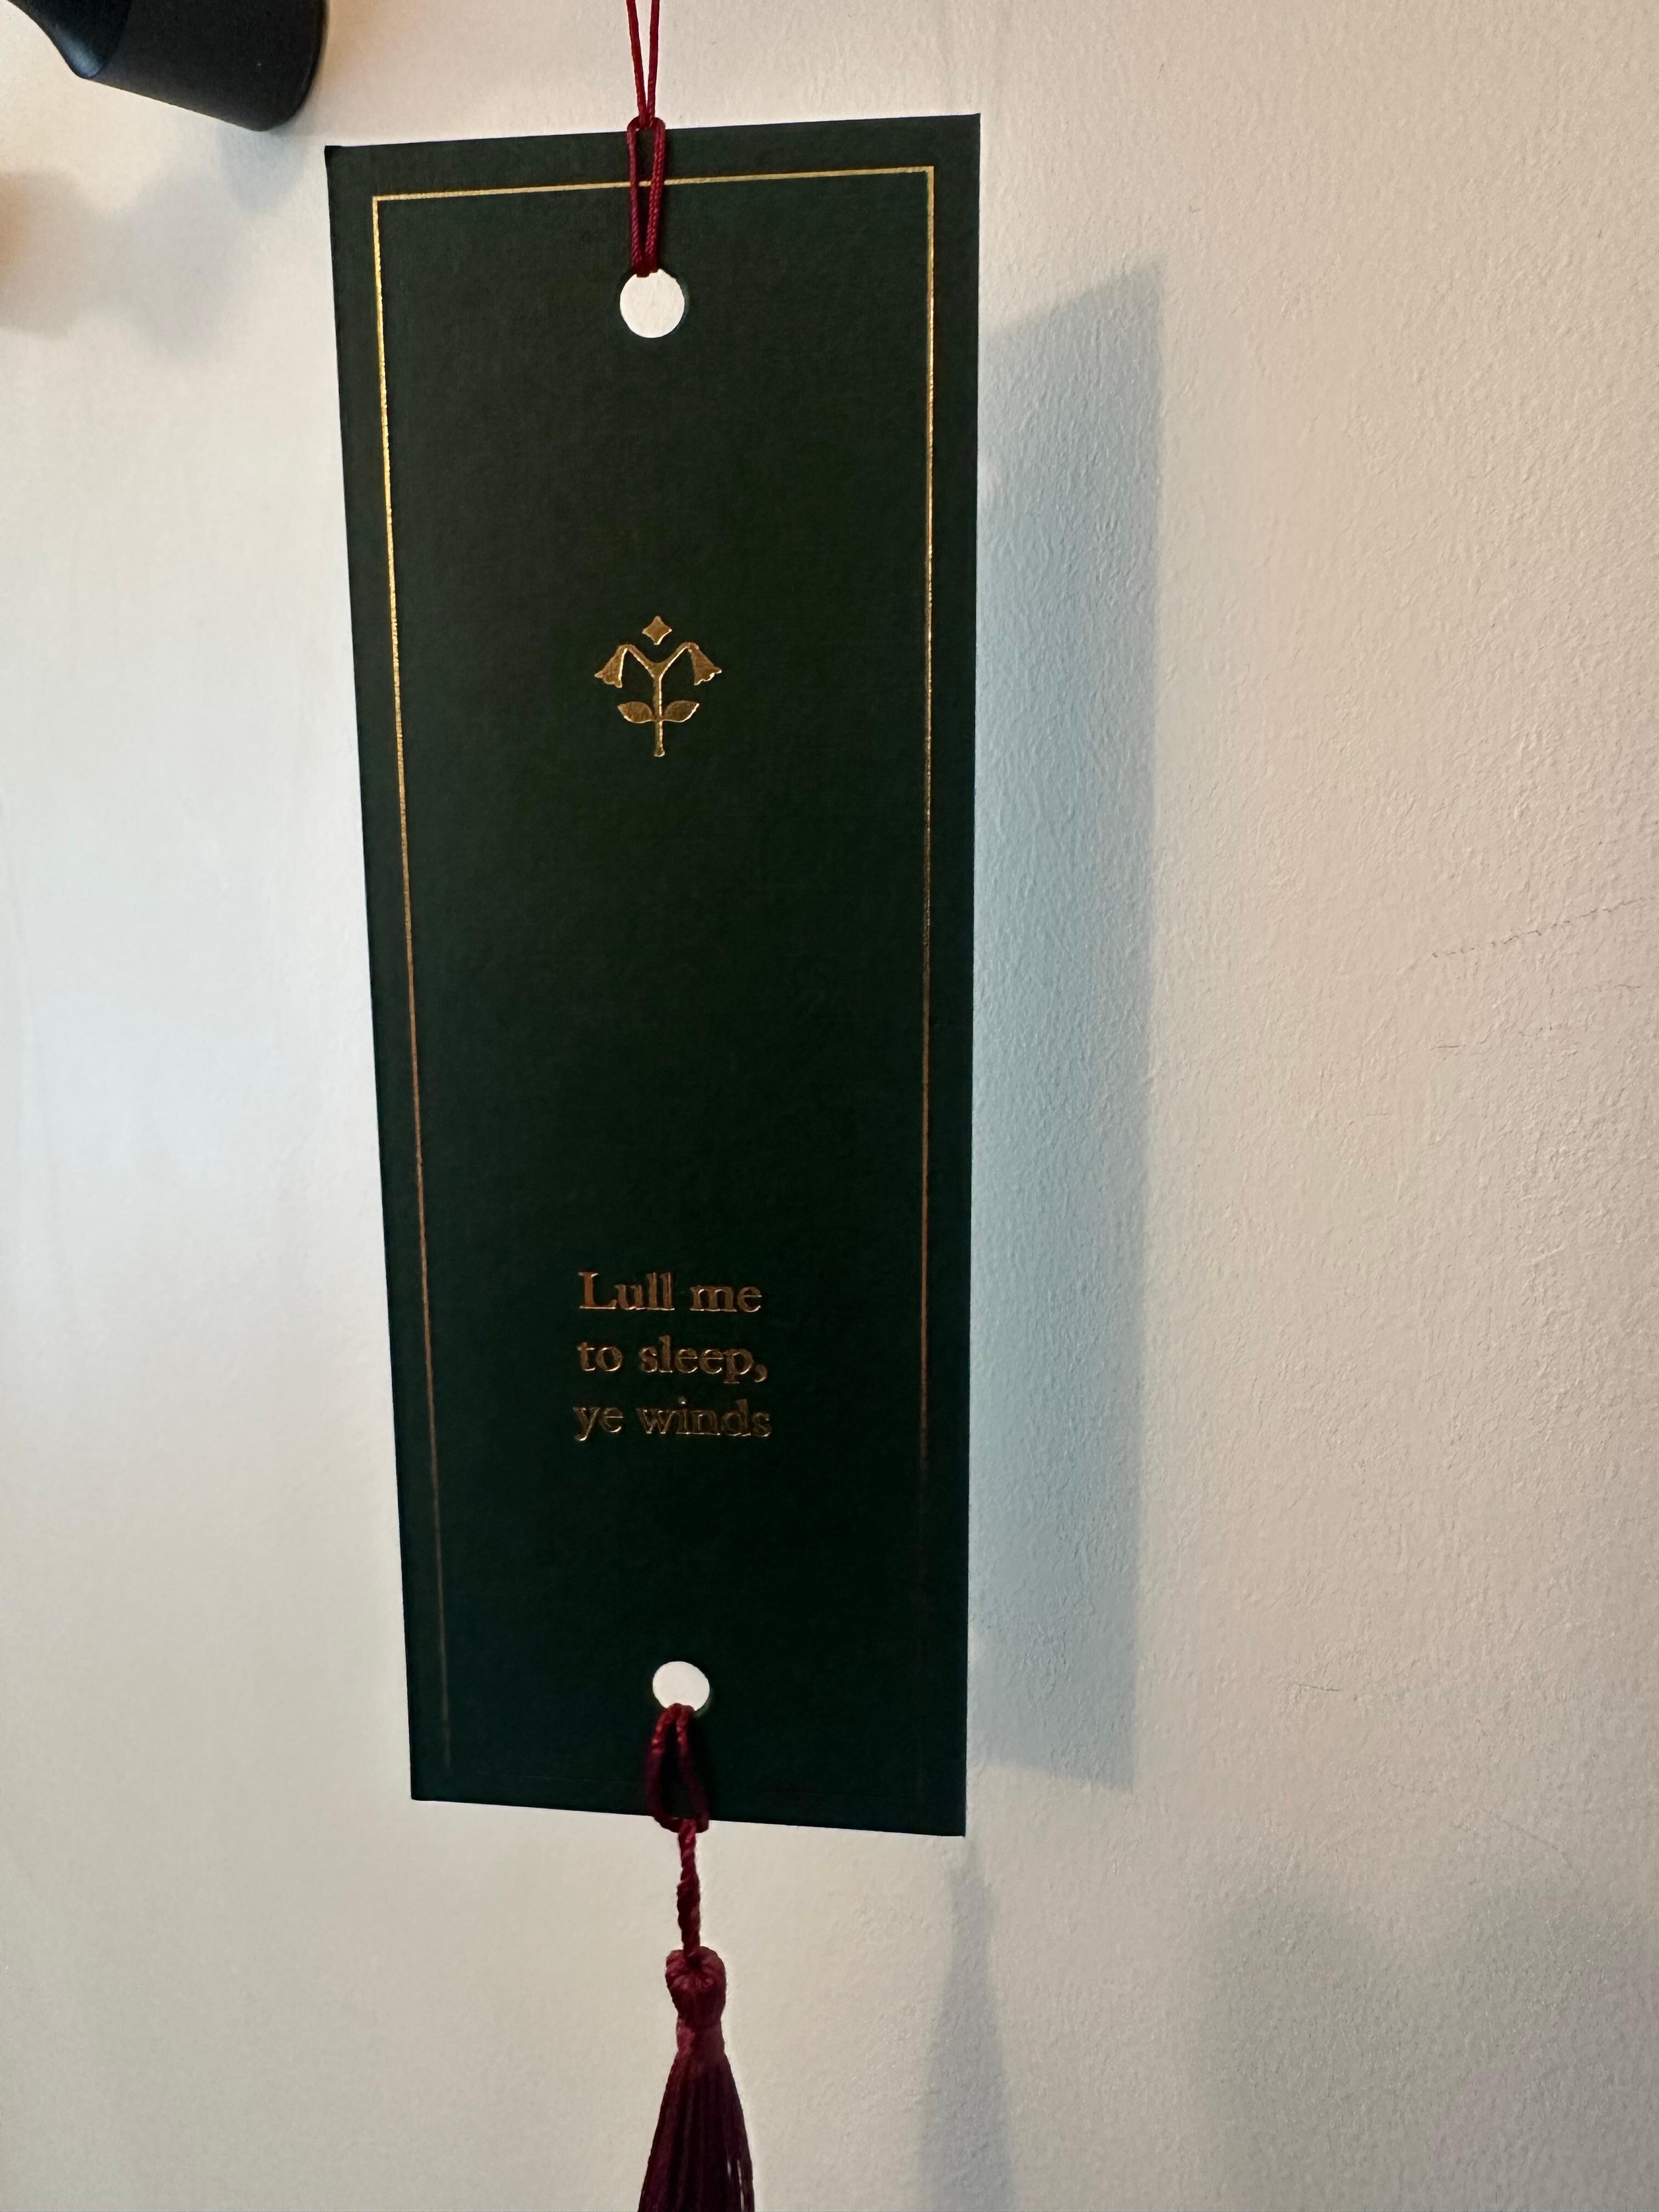 Lull me
to sleep,
ye winds